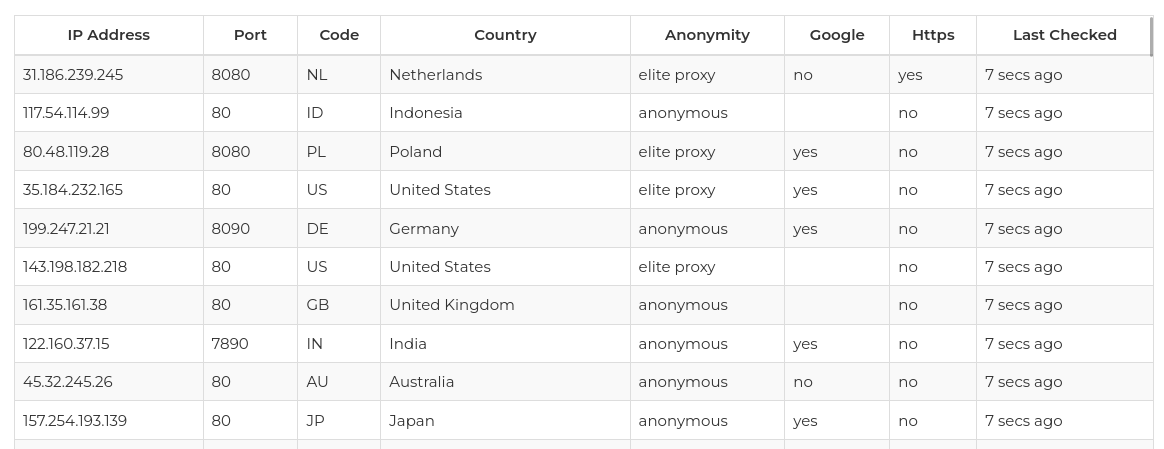 IP Address Port Code Country Anonymity Google Https Last Checked
31.186.239.245 8080 NL Netherlands elite proxy no yes 7 secs ago
117.54.114.99 80 ID Indonesia anonymous no 7 secs ago
80.48.119.28 8080 PL Poland elite proxy yes no 7 secs ago
35.184.232.165 80 US United States elite proxy yes no 7 secs ago
199.247.21.21 8090 DE Germany anonymous yes no 7 secs ago
143.198.182.218 80 US United States elite proxy no 7 secs ago
161.35.161.38 80 GB United Kingdom anonymous no 7 secs ago
122.160.37.15 7890 IN India anonymous yes no 7 secs ago
45.32.245.26 80 AU Australia anonymous no no 7 secs ago
157.254.193.139 80 JP Japan anonymous yes no 7 secs ago